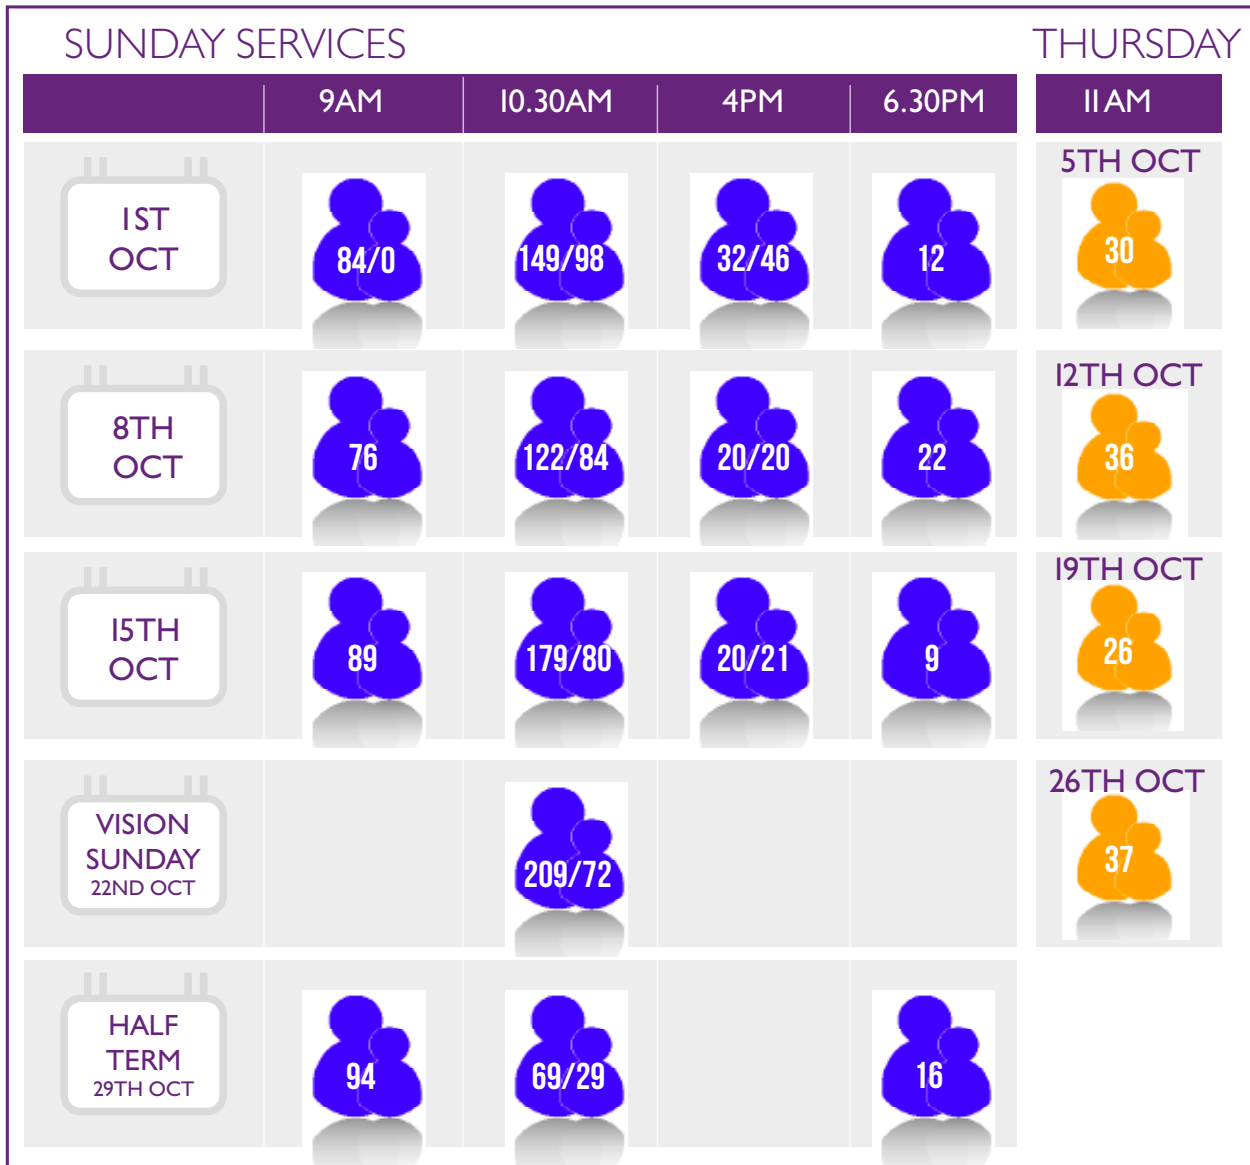 SUNDAY SERVICES THURSDAY
9AM 10.30AM 4PM 6.30PM 11AM
5TH OCT
1ST
OCT
84/0 149/98 32/46 12 30
12TH OCT
8TH
OCT
76 122/84 20/20 22 36
19TH OCT
15TH
OCT
89 179/80 20/21 9 26
26TH OCT
VISION
SUNDAY
22ND OCT
209/72 37
HALF
TERM
29TH OCT
94 69/29 16